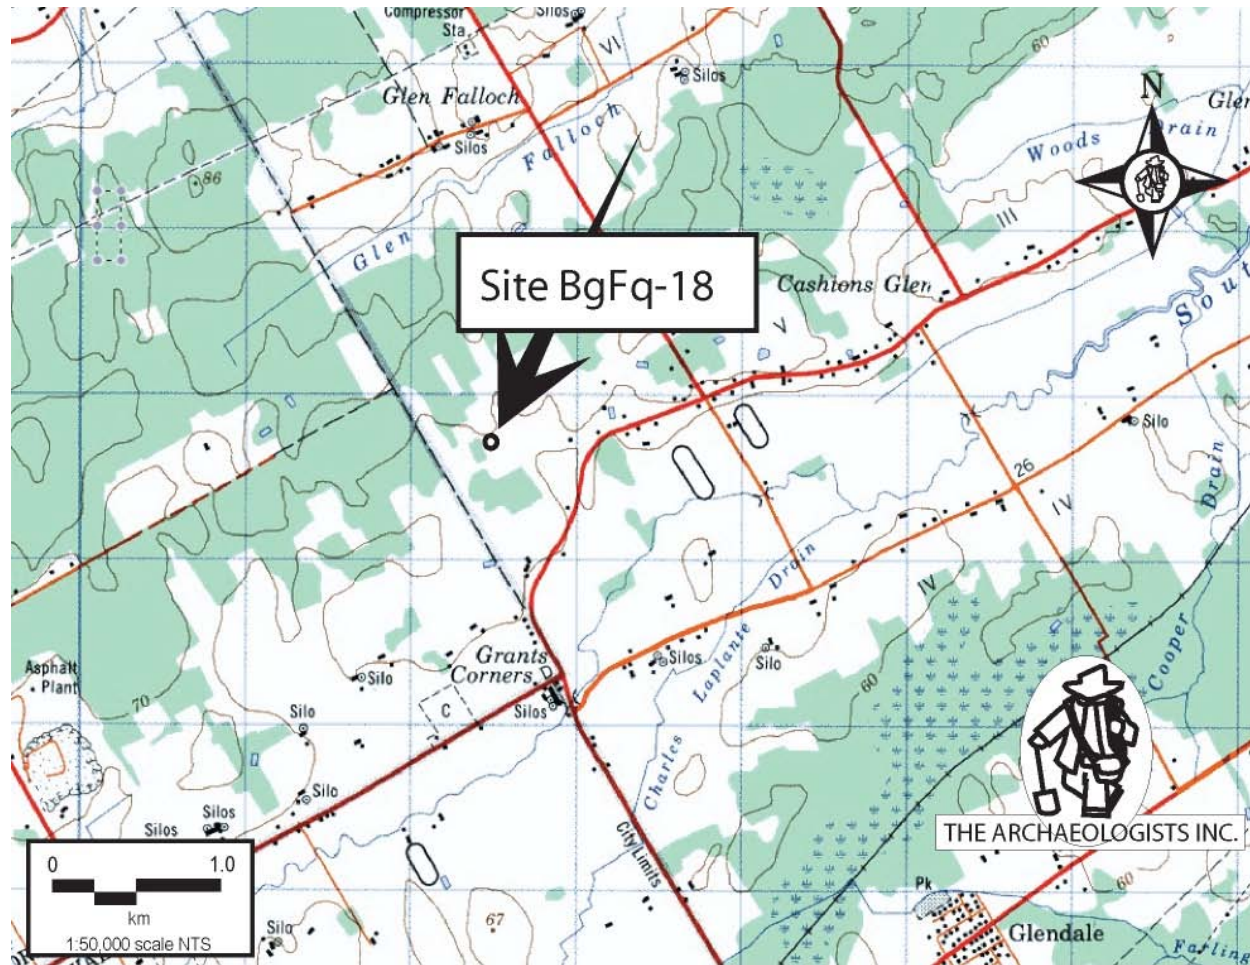 Compressor
Sta
Silos
VI
60
Silos
Glen Falloch
Silos
Falloch
Glen
86
N
Woods Drain
III
Site BgFq-18
Cashions Glen
V
Silo
26
IV
Drain
Drain
IV
Laplante
Charles
Cooper
Grants
Corners
Silos
Silo
Silo
60
Asphalt
Plant
70
Silo
C
Silos
Silo
Silos
Silos
City Limits
THE ARCHAEOLOGISTS INC.
0 1.0
km
1:50,000 scale NTS
Silo
67
Pk
60
Glendale